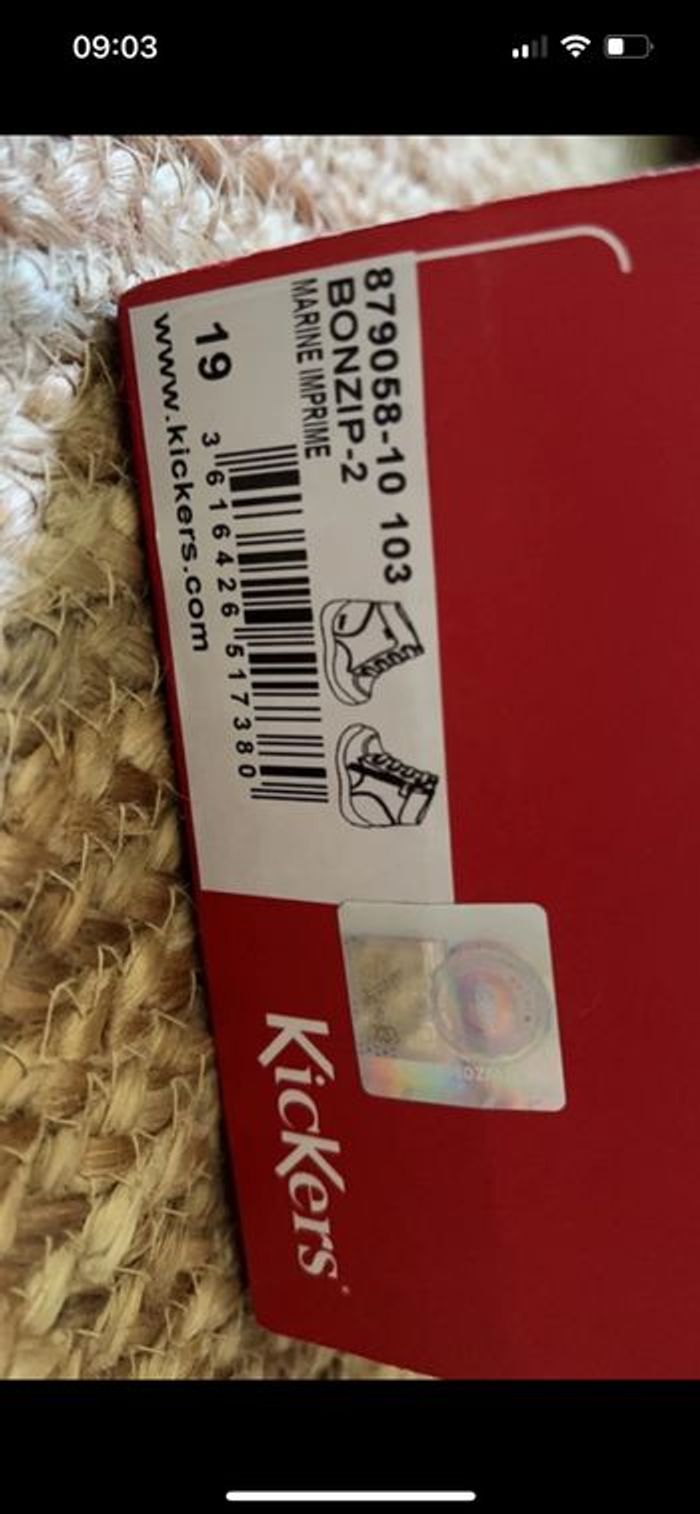 09:03
879058-10 103
BONZIP-2
MARINE IMPRIME
19
3 616426 517380
www.kickers.com
Kickers